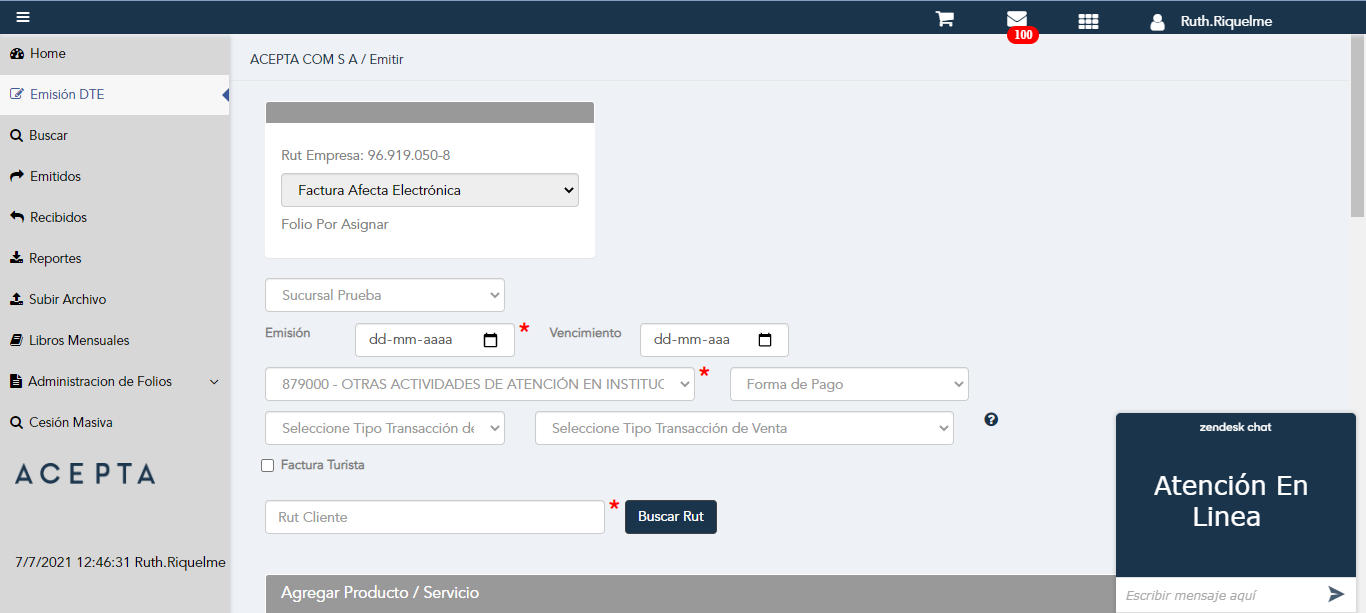 100
Ruth.Riquelme
Home
Emisión DTE
Buscar
Emitidos
Recibidos
Reportes
Subir Archivo
Libros Mensuales
Administracion de Folios
Cesión Masiva
ACEPTA
7/7/2021 12:46:31 Ruth.Riquelme
ACEPTA COM S A / Emitir
Rut Empresa: 96.919.050-8
Factura Afecta Electrónica
Folio Por Asignar
Sucursal Prueba
Emisión dd-mm-aaaa * Vencimiento dd-mm-aaa
879000 - OTRAS ACTIVIDADES DE ATENCIÓN EN INSTITUC * Forma de Pago
Seleccione Tipo Transacción de Seleccione Tipo Transacción de Venta ?
Factura Turista
Rut Cliente * Buscar Rut
Agregar Producto / Servicio
zendesk chat
Atención En
Linea
Escribir mensaje aquí